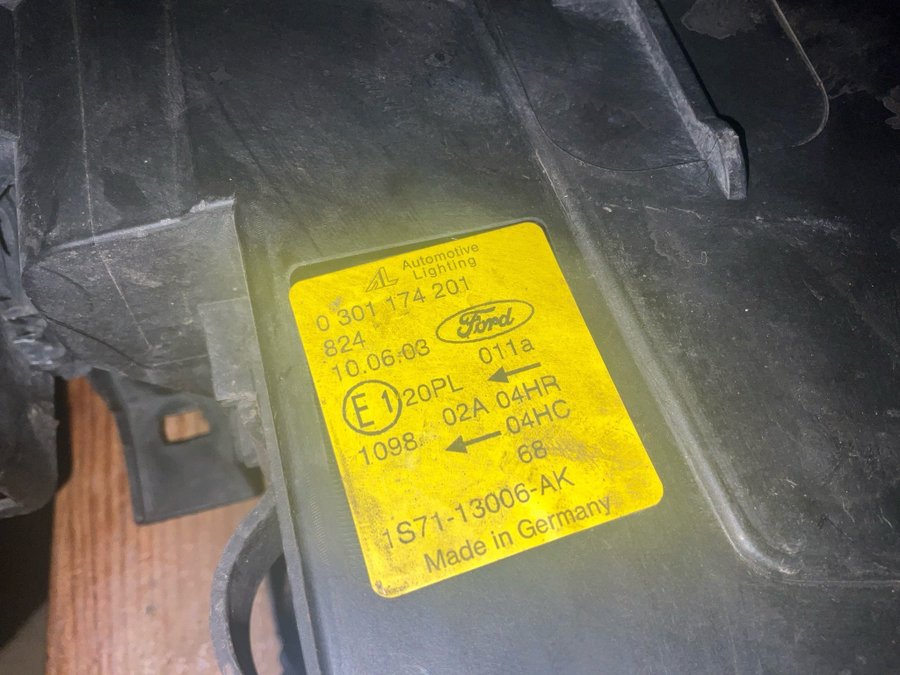 AL Automotive
Lighting
0 301 174 201
824 Ford
10.06.03 011a
E1 20PL ←
02A 04HR
1098 ← 04HC
68
1S71-13006-AK
Made in Germany